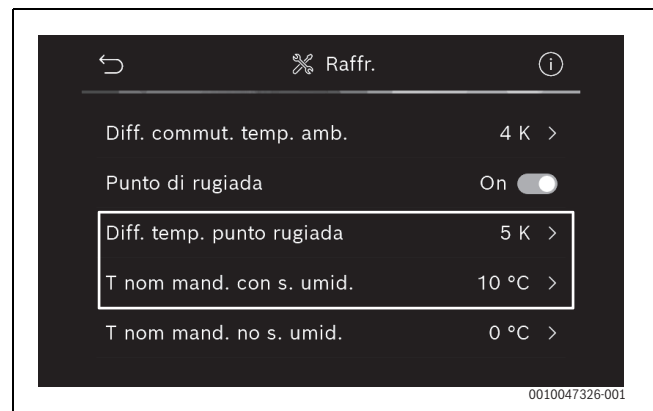 Raffr.
Diff. commut. temp. amb. 4 K >
Punto di rugiada On
Diff. temp. punto rugiada 5 K >
T nom mand. con s. umid. 10 °C >
T nom mand. no s. umid. 0 °C >
0010047326-001